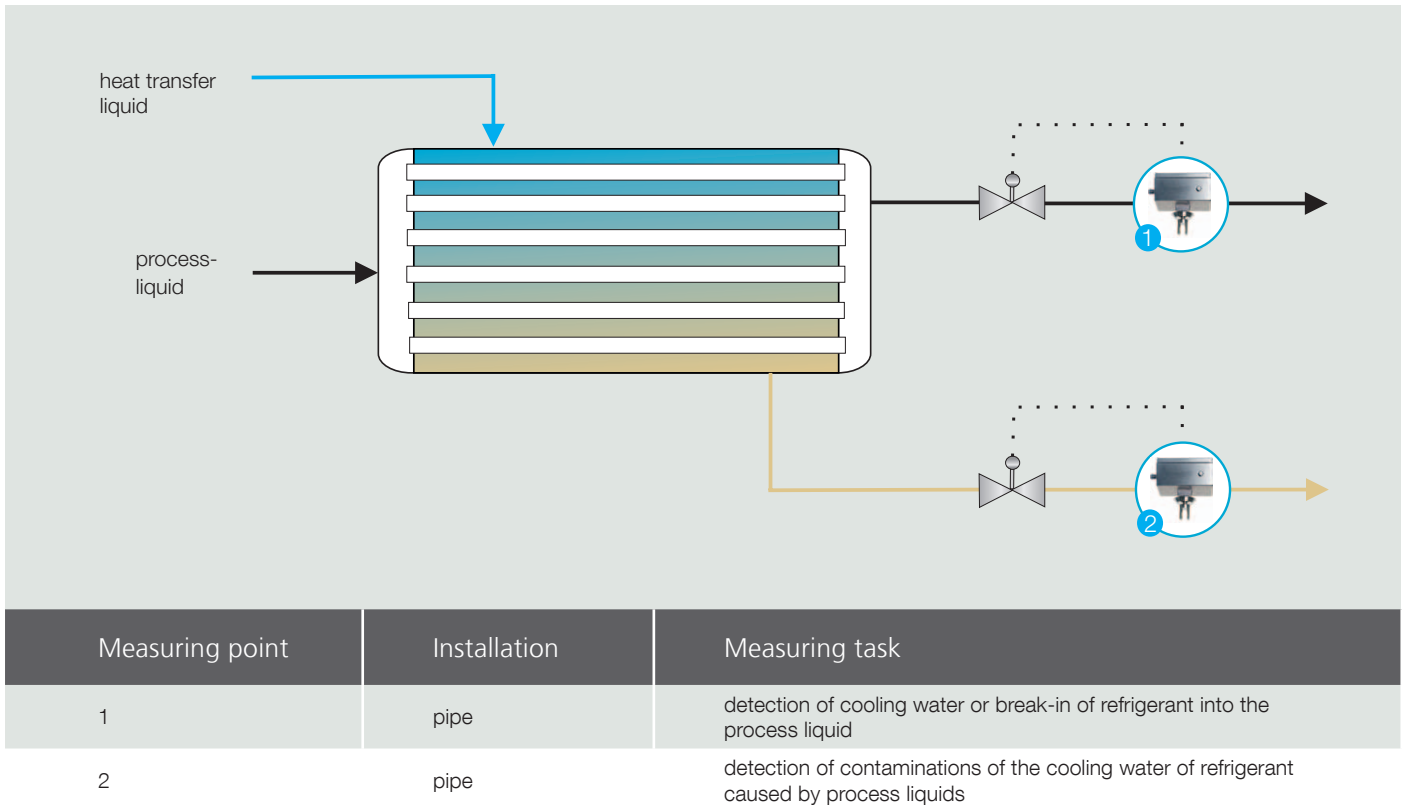 heat transfer
liquid
process-
liquid
1
2
Measuring point Installation Measuring task
1 pipe detection of cooling water or break-in of refrigerant into the
process liquid
2 pipe detection of contaminations of the cooling water of refrigerant
caused by process liquids